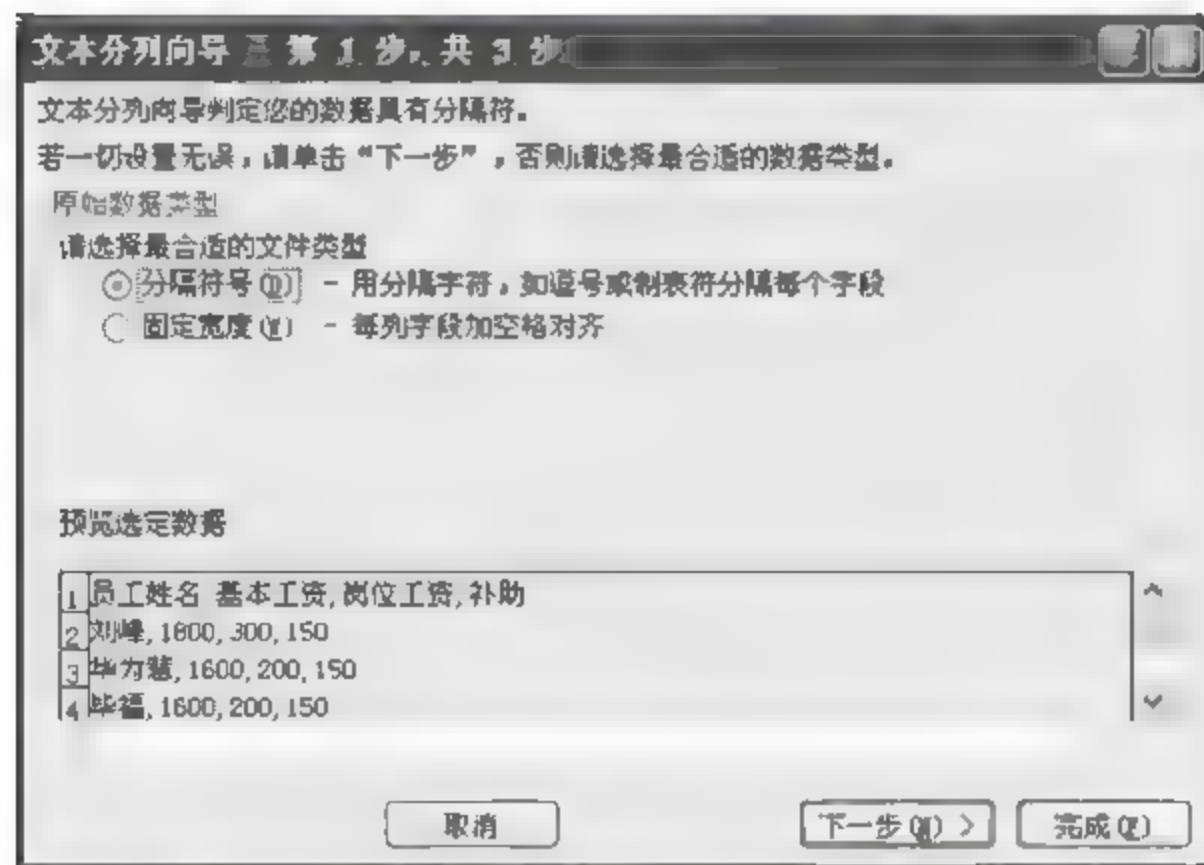 文本分列向导 - 第 1 步，共 3 步
文本分列向导判定您的数据具有分隔符。
若一切设置无误，请单击“下一步”，否则请选择最合适的数据类型。
原始数据类型
请选择最合适的文件类型
分隔符号(D) - 用分隔字符，如逗号或制表符分隔每个字段
固定宽度(W) - 每列字段加空格对齐
预览选定数据
1 员工姓名 基本工资,岗位工资,补助
2 刘峰,1800,300,150
3 华为慧,1600,200,150
4 毕福,1600,200,150
取消 下一步(N) > 完成(F)